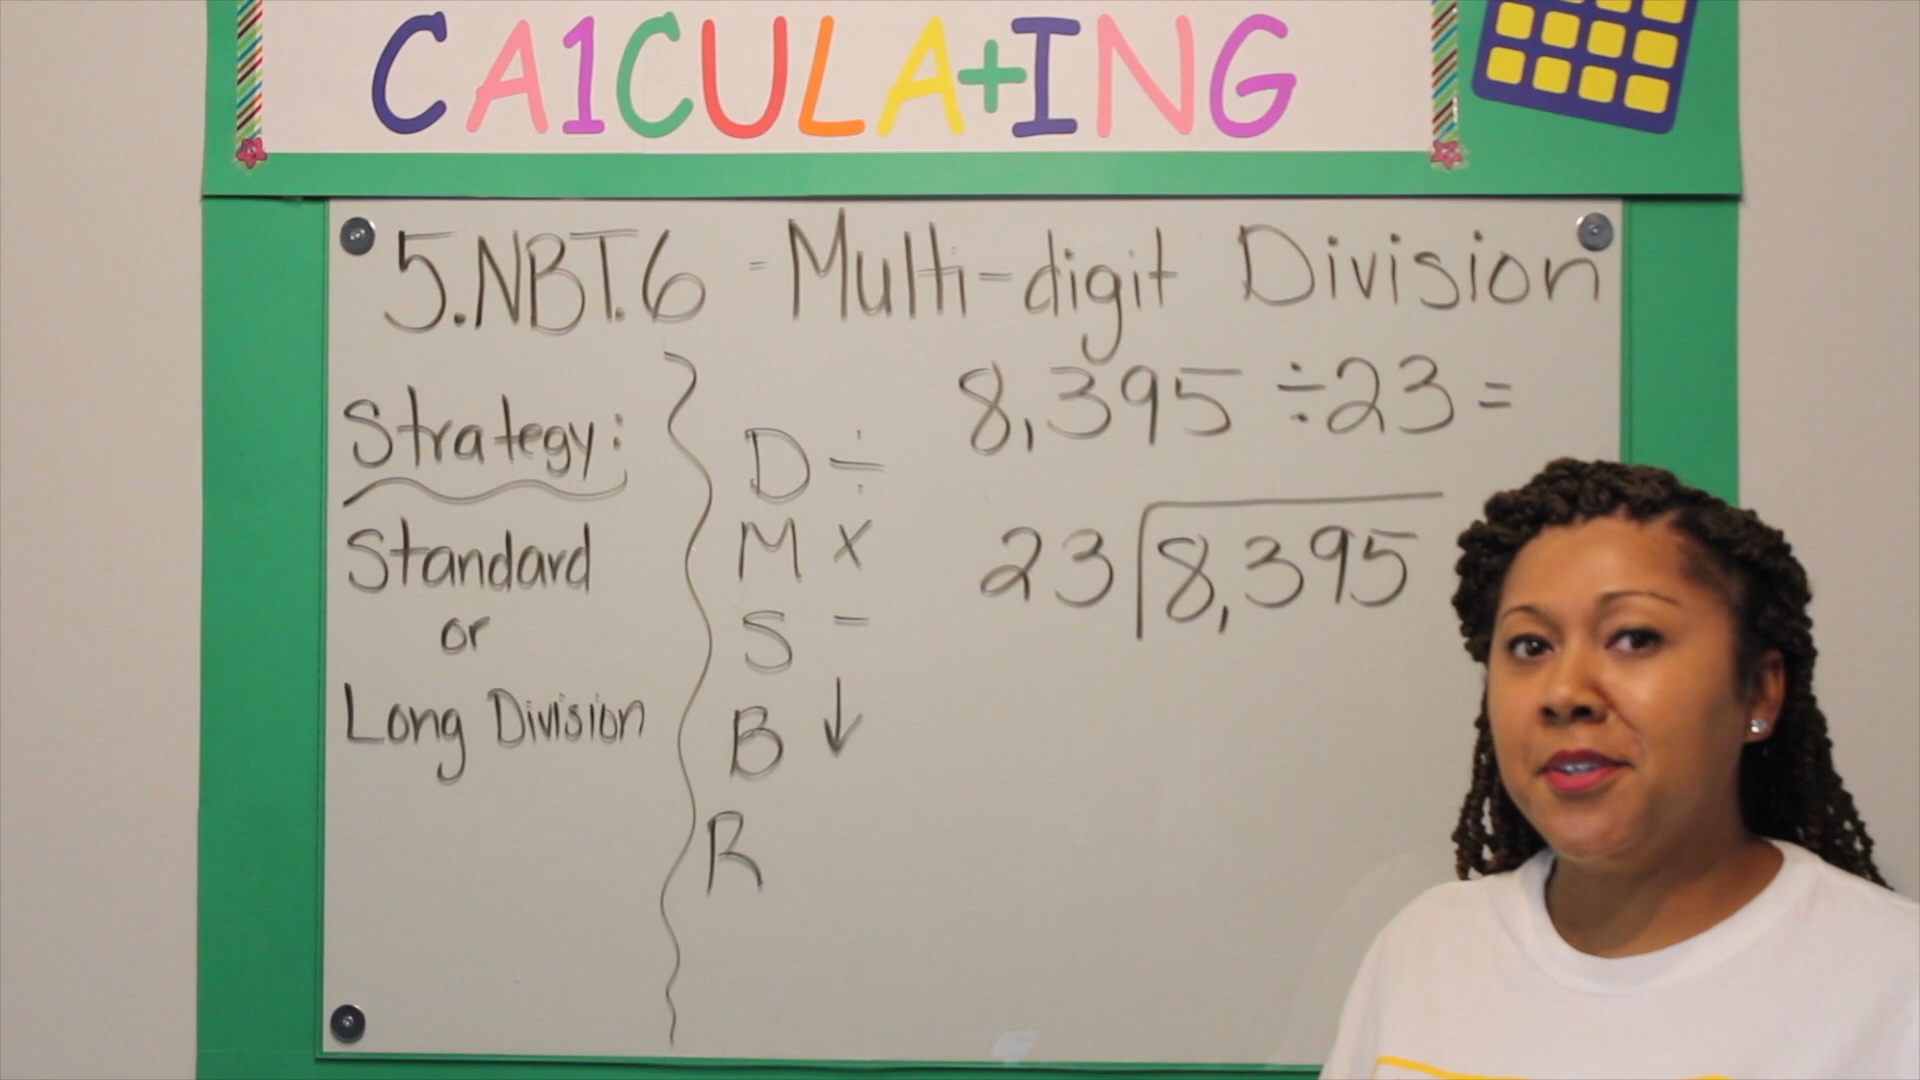 CA1CULA+ING
5.NBT.6 - Multi-digit Division
8,395 ÷ 23 =
Strategy:
Standard
or
Long Division
D ÷
M ×
S -
B ↓
R
23 8,395